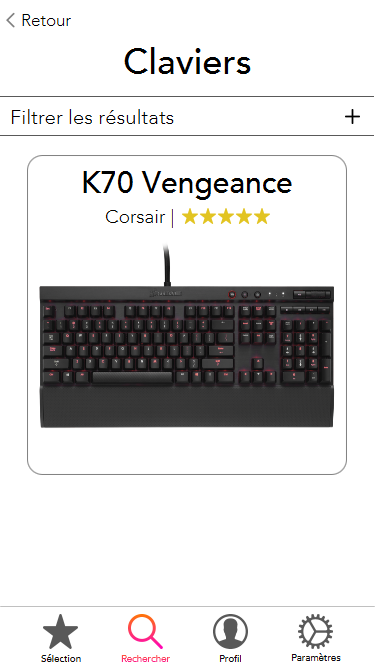 Retour
Claviers
Filtrer les résultats
K70 Vengeance
Corsair | ★★★★★
Sélection Rechercher Profil Paramètres